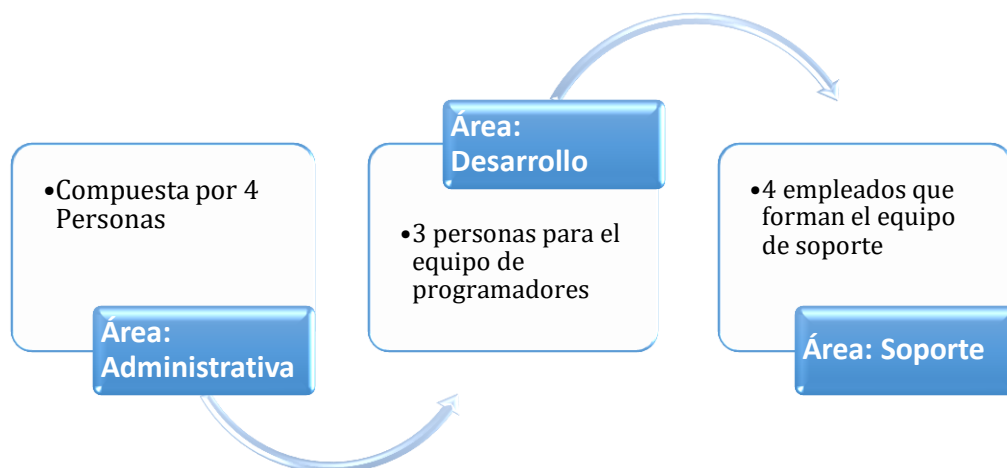 •Compuesta por 4
Personas
Área:
Administrativa
Área:
Desarrollo
•3 personas para el
equipo de
programadores
•4 empleados que
forman el equipo
de soporte
Área: Soporte